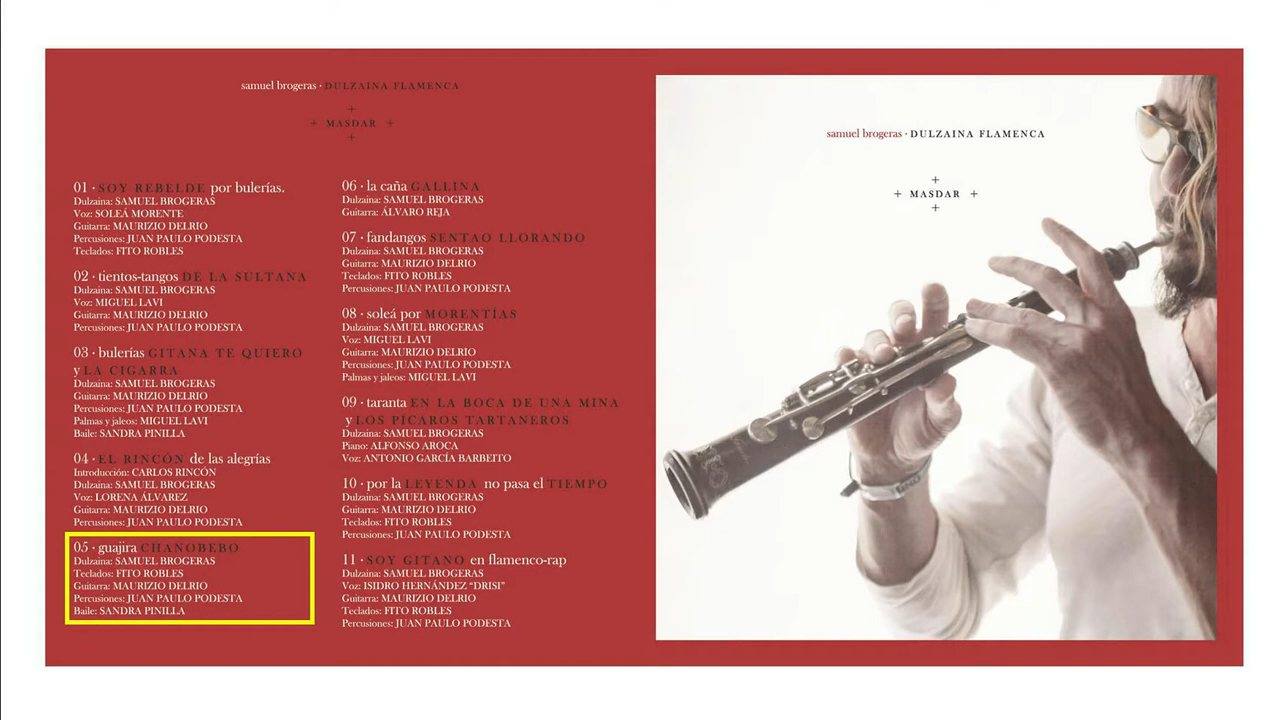 samuel brogeras · DULZAINA FLAMENCA
+
+ MASDAR +
+
01 · SOY REBELDE por bulerías.
Dulzaina: SAMUEL BROGERAS
Voz: SOLEÁ MORENTE
Guitarra: MAURIZIO DELRIO
Percusiones: JUAN PAULO PODESTA
Teclados: FITO ROBLES
02 · tientos-tangos DE LA SULTANA
Dulzaina: SAMUEL BROGERAS
Voz: MIGUEL LAVI
Guitarra: MAURIZIO DELRIO
Percusiones: JUAN PAULO PODESTA
03 · bulerías GITANA TE QUIERO
y LA CIGARRA
Dulzaina: SAMUEL BROGERAS
Guitarra: MAURIZIO DELRIO
Percusiones: JUAN PAULO PODESTA
Palmas y jaleos: MIGUEL LAVI
Baile: SANDRA PINILLA
04 · EL RINCÓN de las alegrías
Introducción: CARLOS RINCÓN
Dulzaina: SAMUEL BROGERAS
Voz: LORENA ÁLVAREZ
Guitarra: MAURIZIO DELRIO
Percusiones: JUAN PAULO PODESTA
05 · guajira CHANOBEBO
Dulzaina: SAMUEL BROGERAS
Teclados: FITO ROBLES
Guitarra: MAURIZIO DELRIO
Percusiones: JUAN PAULO PODESTA
Baile: SANDRA PINILLA
06 · la caña GALLINA
Dulzaina: SAMUEL BROGERAS
Guitarra: ÁLVARO REJA
07 · fandangos SENTAO LLORANDO
Dulzaina: SAMUEL BROGERAS
Guitarra: MAURIZIO DELRIO
Teclados: FITO ROBLES
Percusiones: JUAN PAULO PODESTA
08 · soleá por MORENTÍAS
Dulzaina: SAMUEL BROGERAS
Voz: MIGUEL LAVI
Guitarra: MAURIZIO DELRIO
Percusiones: JUAN PAULO PODESTA
Palmas y jaleos: MIGUEL LAVI
09 · taranta EN LA BOCA DE UNA MINA
y LOS PÍCAROS TARTANEROS
Dulzaina: SAMUEL BROGERAS
Piano: ALFONSO AROCA
Voz: ANTONIO GARCÍA BARBEITO
10 · por la LEYENDA no pasa el TIEMPO
Dulzaina: SAMUEL BROGERAS
Guitarra: MAURIZIO DELRIO
Teclados: FITO ROBLES
Percusiones: JUAN PAULO PODESTA
11 · SOY GITANO en flamenco-rap
Dulzaina: SAMUEL BROGERAS
Voz: ISIDRO HERNÁNDEZ “DRISI”
Guitarra: MAURIZIO DELRIO
Teclados: FITO ROBLES
Percusiones: JUAN PAULO PODESTA
samuel brogeras · DULZAINA FLAMENCA
+
+ MASDAR +
+